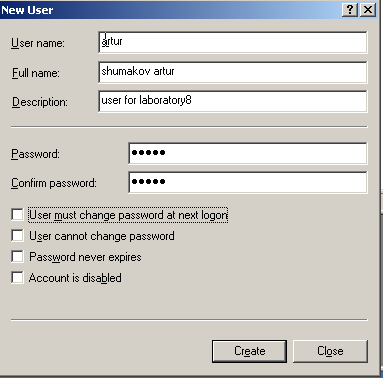 New User
User name: artur
Full name: shumakov artur
Description: user for laboratory8
Password: •••••
Confirm password: •••••
User must change password at next logon
User cannot change password
Password never expires
Account is disabled
Create Close